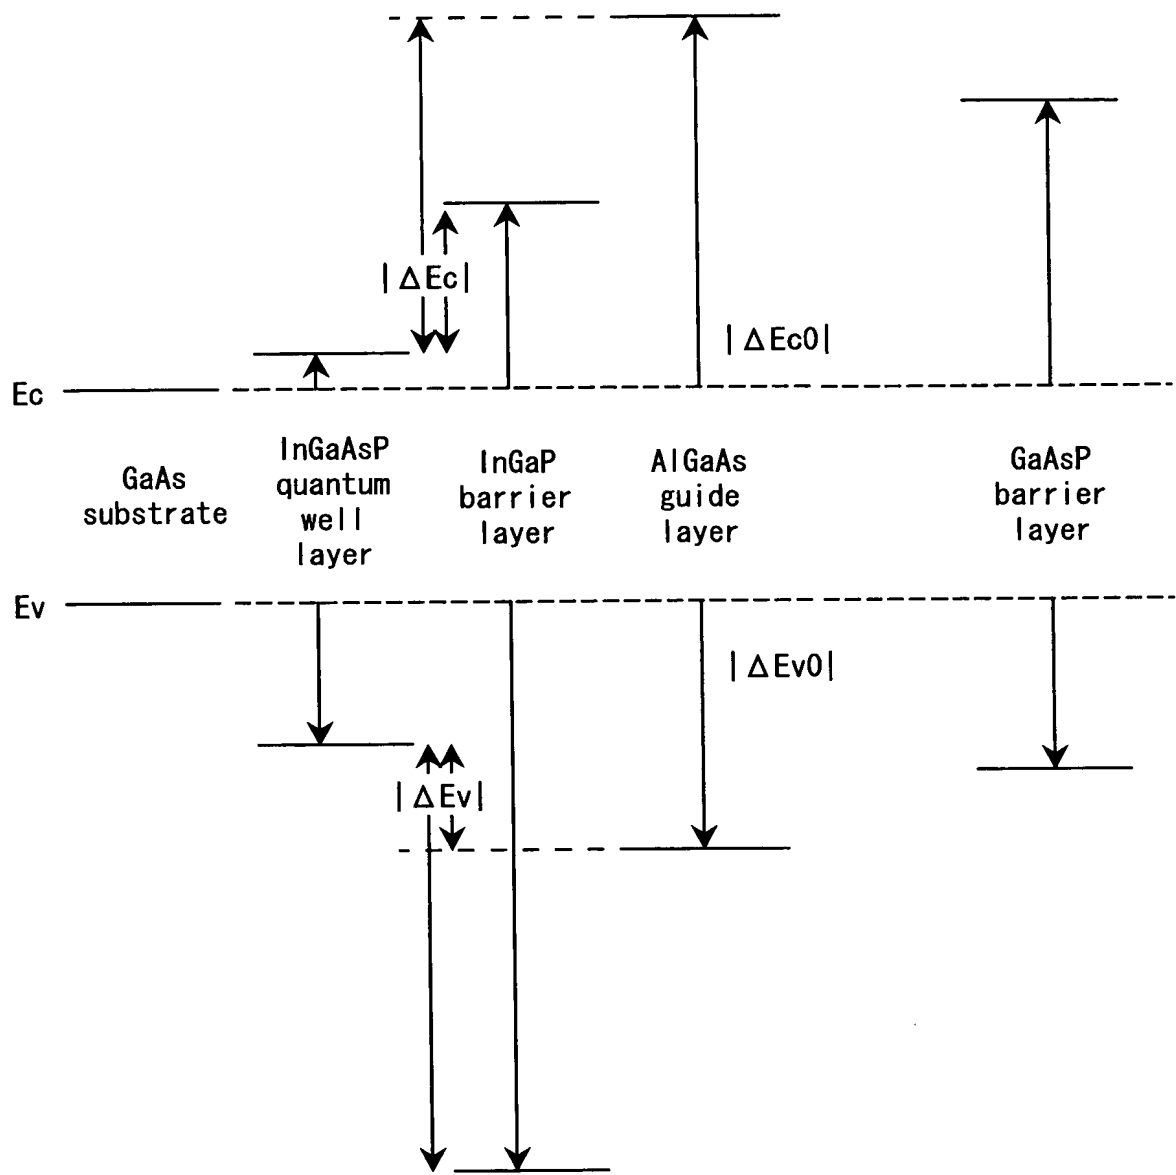 |ΔEc|
|ΔEc0|
Ec
GaAs
substrate
InGaAsP
quantum
well
layer
InGaP
barrier
layer
AlGaAs
guide
layer
GaAsP
barrier
layer
Ev
|ΔEv0|
|ΔEv|